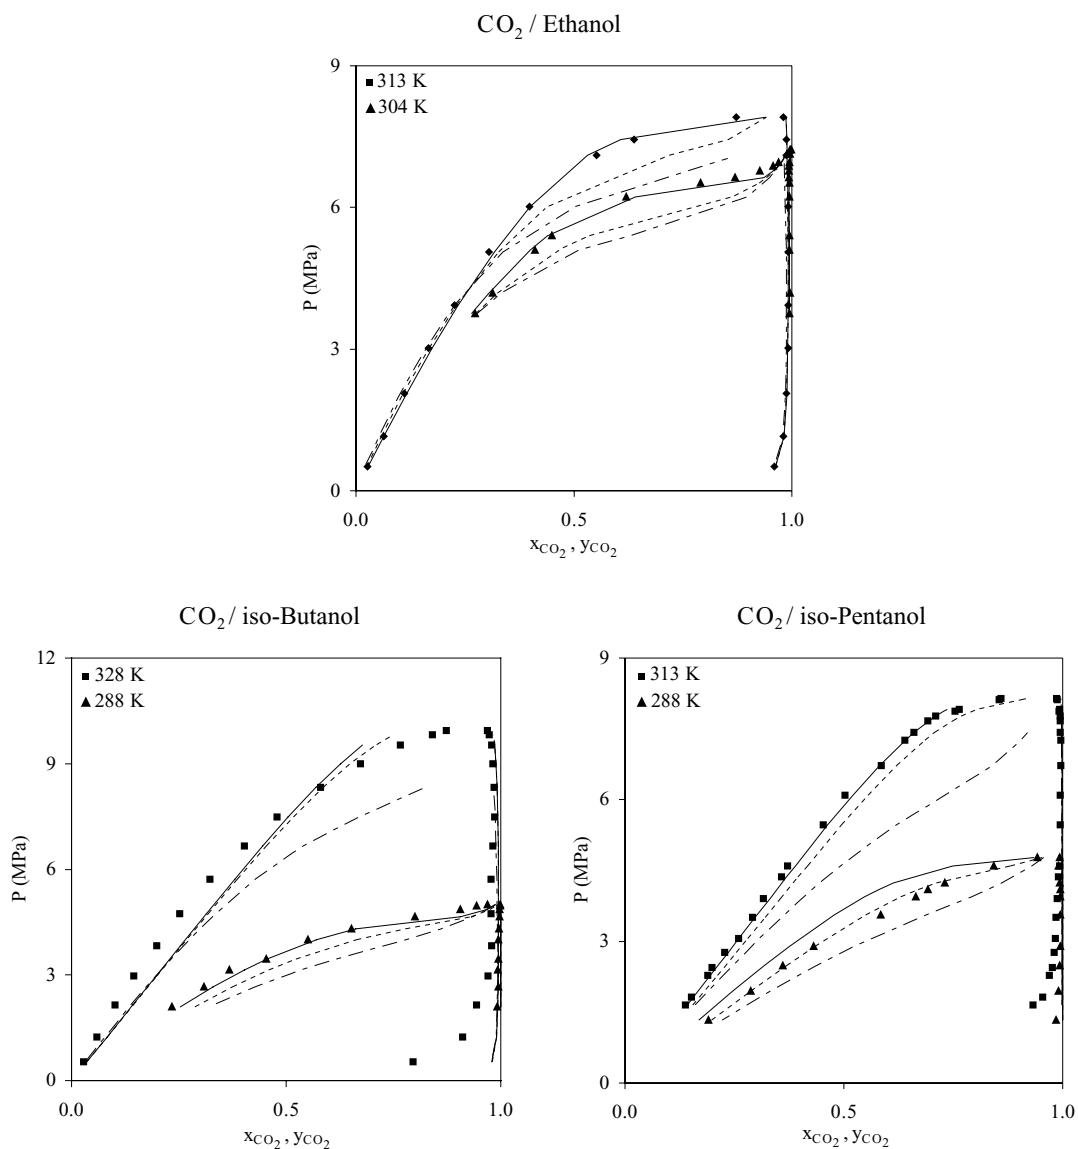 CO₂ / Ethanol
9
■ 313 K
▲ 304 K
6
P (MPa)
3
0
0.0
0.5
1.0
xCO₂ , yCO₂
CO₂ / iso-Butanol
12
■ 328 K
▲ 288 K
9
6
P (MPa)
3
0
0.0
0.5
1.0
xCO₂ , yCO₂
CO₂ / iso-Pentanol
9
■ 313 K
▲ 288 K
6
P (MPa)
3
0
0.0
0.5
1.0
xCO₂ , yCO₂